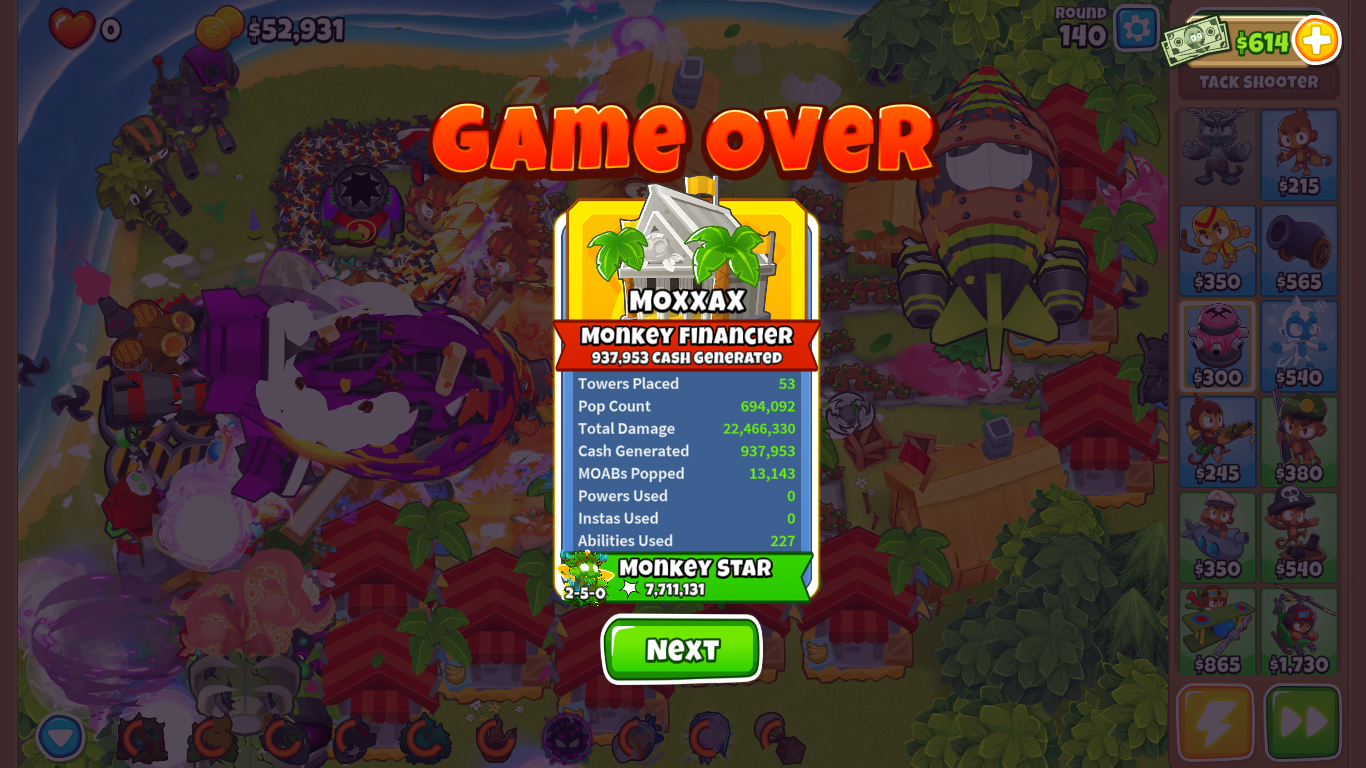 0
$52,931
ROUND
140
$614
TACK SHOOTER
GAME OVER
MOXXAX
MONKEY FINANCIER
937,953 CASH GENERATED
Towers Placed 53
Pop Count 694,092
Total Damage 22,466,330
Cash Generated 937,953
MOABs Popped 13,143
Powers Used 0
Instas Used 0
Abilities Used 227
MONKEY STAR
2-5-0 7,711,131
NEXT
$215
$350 $565
$300 $540
$245 $380
$350 $540
$865 $1,730